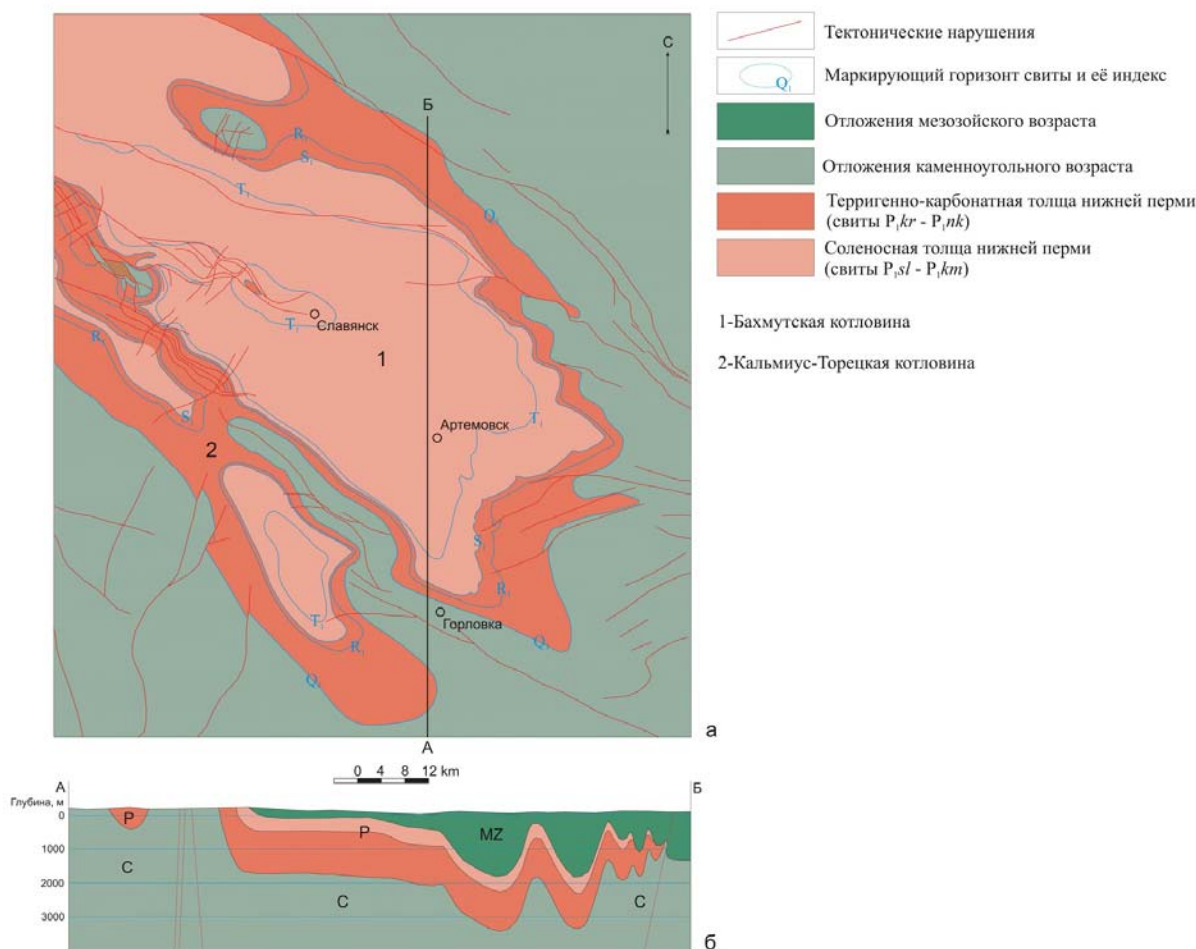 С
Б
R₁
S₁
T₁
Q₁
R₁
T₁
Славянск
1
S₁
Артемовск
T₁
2
S₁
R₁
T₁
Горловка
R₁
Q₁
Q₁
а
А
0 4 8 12 km
А
Б
Глубина, м
0
1000
2000
3000
P
C
P
C
MZ
C
б
Тектонические нарушения
Маркирующий горизонт свиты и её индекс
Q₁
Отложения мезозойского возраста
Отложения каменноугольного возраста
Терригенно-карбонатная толща нижней перми
(свиты P₁kr - P₁nk)
Соленосная толща нижней перми
(свиты P₁sl - P₁km)
1-Бахмутская котловина
2-Кальмиус-Торецкая котловина